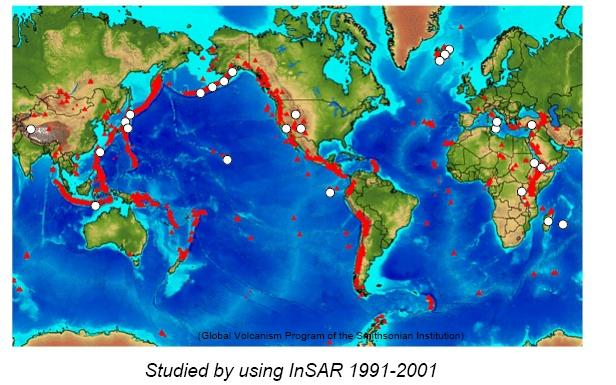 (Global Volcanism Program of the Smithsonian Institution)
Studied by using InSAR 1991-2001